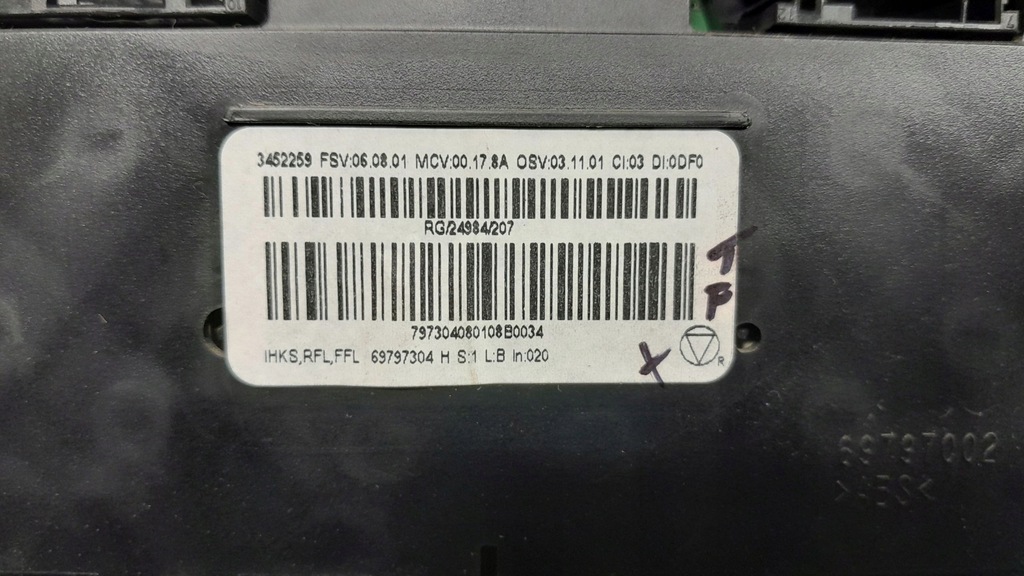 3452259 FSV:06.08.01 MCV:00.17.8A OSV:03.11.01 CI:03 DI:0DF0
RG/24984/207
797304080108B0034
IHKS,RFL,FFL 69797304 H S:1 L:B In:020
T
P
X
R
69797002
>ABS<